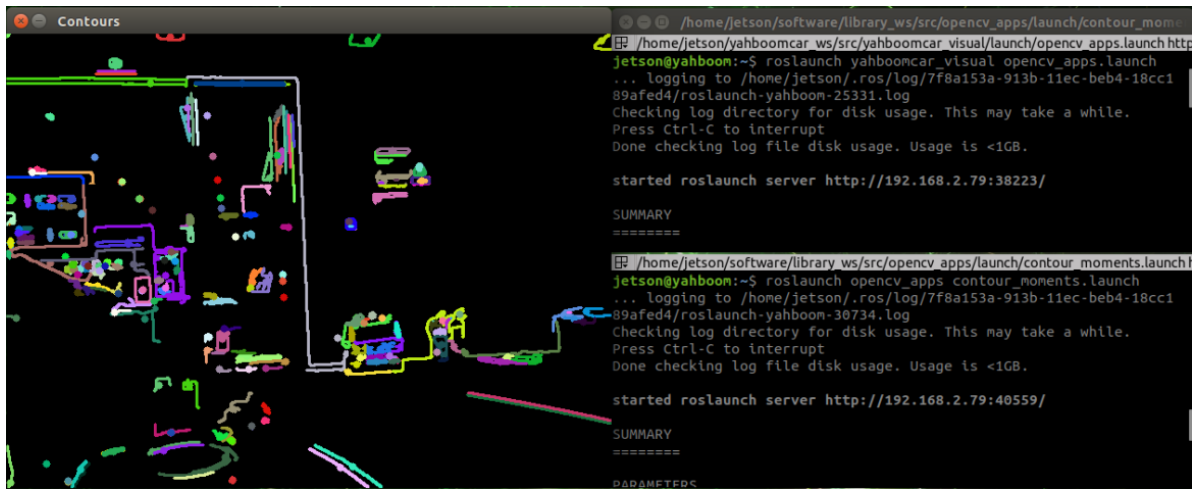 Contours
/home/jetson/software/library_ws/src/opencv_apps/launch/contour_mome
/home/jetson/yahboomcar_ws/src/yahboomcar_visual/launch/opencv_apps.launch http
jetson@yahboom:~$ roslaunch yahboomcar_visual opencv_apps.launch
... logging to /home/jetson/.ros/log/7f8a153a-913b-11ec-beb4-18cc1
89afed4/roslaunch-yahboom-25331.log
Checking log directory for disk usage. This may take a while.
Press Ctrl-C to interrupt
Done checking log file disk usage. Usage is <1GB.
started roslaunch server http://192.168.2.79:38223/
SUMMARY
========
/home/jetson/software/library_ws/src/opencv_apps/launch/contour_moments.launch h
jetson@yahboom:~$ roslaunch opencv_apps contour_moments.launch
... logging to /home/jetson/.ros/log/7f8a153a-913b-11ec-beb4-18cc1
89afed4/roslaunch-yahboom-30734.log
Checking log directory for disk usage. This may take a while.
Press Ctrl-C to interrupt
Done checking log file disk usage. Usage is <1GB.
started roslaunch server http://192.168.2.79:40559/
SUMMARY
========
PARAMETERS